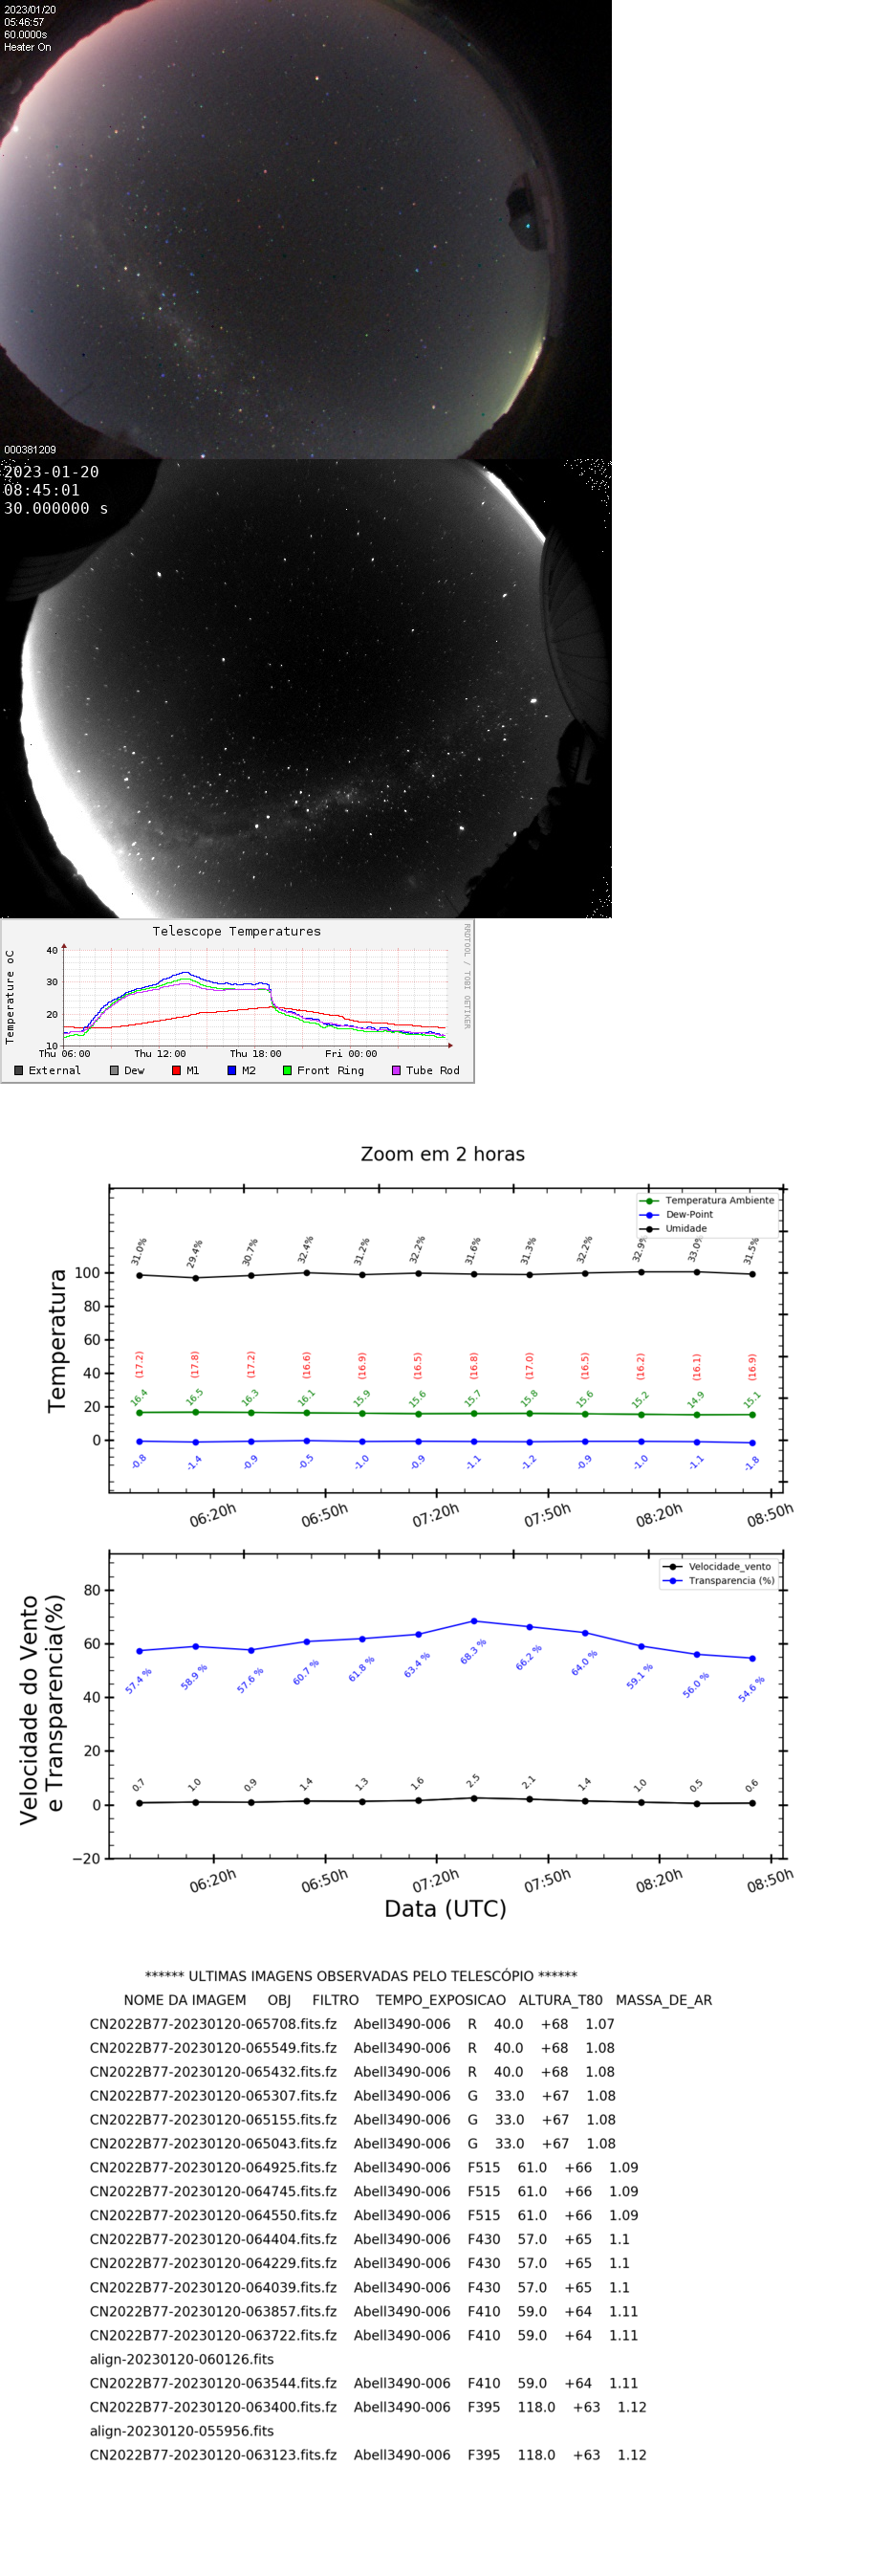 2023/01/20
05:46:57
60.0000s
Heater On
000381209
2023-01-20
08:45:01
30.000000 s
Telescope Temperatures
RRDTOOL / TOBI OETIKER
Temperature oC
40
30
20
10
Thu 06:00 Thu 12:00 Thu 18:00 Fri 00:00
External Dew M1 M2 Front Ring Tube Rod
Zoom em 2 horas
Temperatura Ambiente
Dew-Point
Umidade
31.0% 29.4% 30.7% 32.4% 31.2% 32.2% 31.6% 31.3% 32.2% 32.9% 33.0% 31.5%
Temperatura
100
80
60
40
20
0
(17.2) (17.8) (17.2) (16.6) (16.9) (16.5) (16.8) (17.0) (16.5) (16.2) (16.1) (16.9)
16.4 16.5 16.3 16.1 15.9 15.6 15.7 15.8 15.6 15.2 14.9 15.1
-0.8 -1.4 -0.9 -0.5 -1.0 -0.9 -1.1 -1.2 -0.9 -1.0 -1.1 -1.8
06:20h 06:50h 07:20h 07:50h 08:20h 08:50h
Velocidade_vento
Transparencia (%)
Velocidade do Vento
e Transparencia(%)
80
60
40
20
0
−20
57.4 % 58.9 % 57.6 % 60.7 % 61.8 % 63.4 % 68.3 % 66.2 % 64.0 % 59.1 % 56.0 % 54.6 %
0.7 1.0 0.9 1.4 1.3 1.6 2.5 2.1 1.4 1.0 0.5 0.6
06:20h 06:50h 07:20h 07:50h 08:20h 08:50h
Data (UTC)
****** ULTIMAS IMAGENS OBSERVADAS PELO TELESCÓPIO ******
NOME DA IMAGEM OBJ FILTRO TEMPO_EXPOSICAO ALTURA_T80 MASSA_DE_AR
CN2022B77-20230120-065708.fits.fz Abell3490-006 R 40.0 +68 1.07
CN2022B77-20230120-065549.fits.fz Abell3490-006 R 40.0 +68 1.08
CN2022B77-20230120-065432.fits.fz Abell3490-006 R 40.0 +68 1.08
CN2022B77-20230120-065307.fits.fz Abell3490-006 G 33.0 +67 1.08
CN2022B77-20230120-065155.fits.fz Abell3490-006 G 33.0 +67 1.08
CN2022B77-20230120-065043.fits.fz Abell3490-006 G 33.0 +67 1.08
CN2022B77-20230120-064925.fits.fz Abell3490-006 F515 61.0 +66 1.09
CN2022B77-20230120-064745.fits.fz Abell3490-006 F515 61.0 +66 1.09
CN2022B77-20230120-064550.fits.fz Abell3490-006 F515 61.0 +66 1.09
CN2022B77-20230120-064404.fits.fz Abell3490-006 F430 57.0 +65 1.1
CN2022B77-20230120-064229.fits.fz Abell3490-006 F430 57.0 +65 1.1
CN2022B77-20230120-064039.fits.fz Abell3490-006 F430 57.0 +65 1.1
CN2022B77-20230120-063857.fits.fz Abell3490-006 F410 59.0 +64 1.11
CN2022B77-20230120-063722.fits.fz Abell3490-006 F410 59.0 +64 1.11
align-20230120-060126.fits
CN2022B77-20230120-063544.fits.fz Abell3490-006 F410 59.0 +64 1.11
CN2022B77-20230120-063400.fits.fz Abell3490-006 F395 118.0 +63 1.12
align-20230120-055956.fits
CN2022B77-20230120-063123.fits.fz Abell3490-006 F395 118.0 +63 1.12